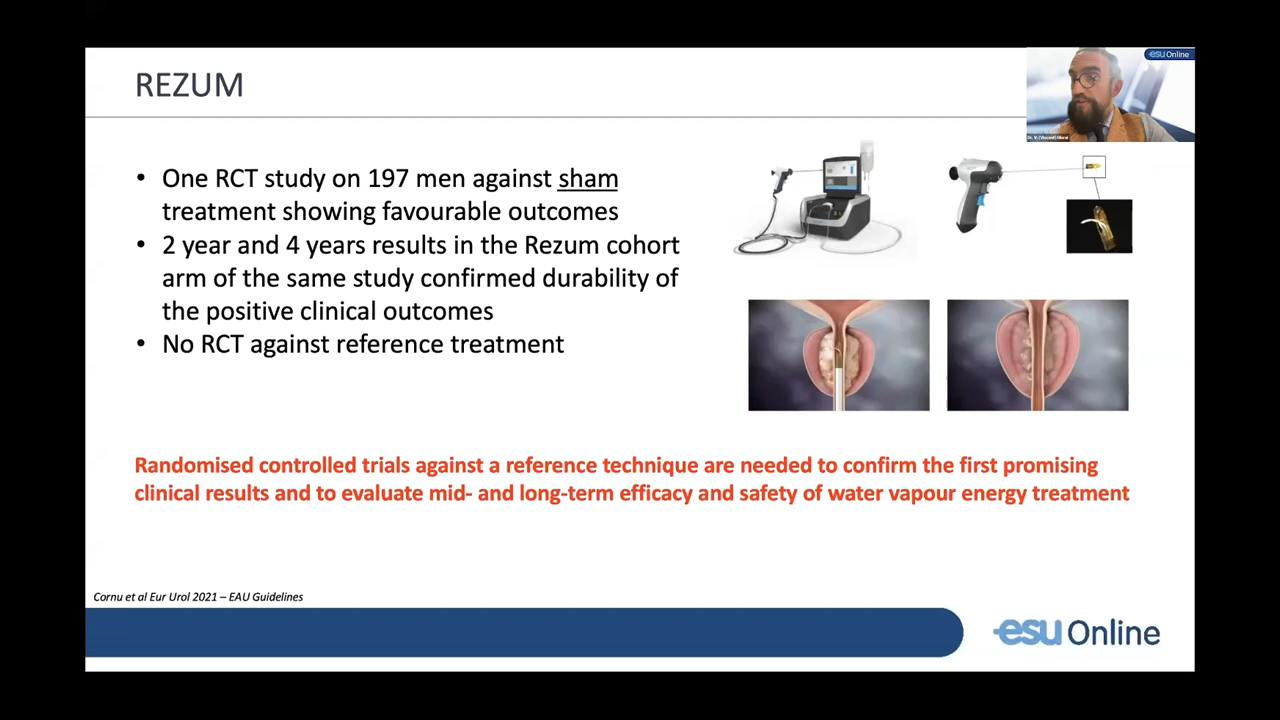 REZUM
esu Online
• One RCT study on 197 men against sham
treatment showing favourable outcomes
• 2 year and 4 years results in the Rezum cohort
arm of the same study confirmed durability of
the positive clinical outcomes
• No RCT against reference treatment
Randomised controlled trials against a reference technique are needed to confirm the first promising
clinical results and to evaluate mid- and long-term efficacy and safety of water vapour energy treatment
Cornu et al Eur Urol 2021 – EAU Guidelines
esu Online